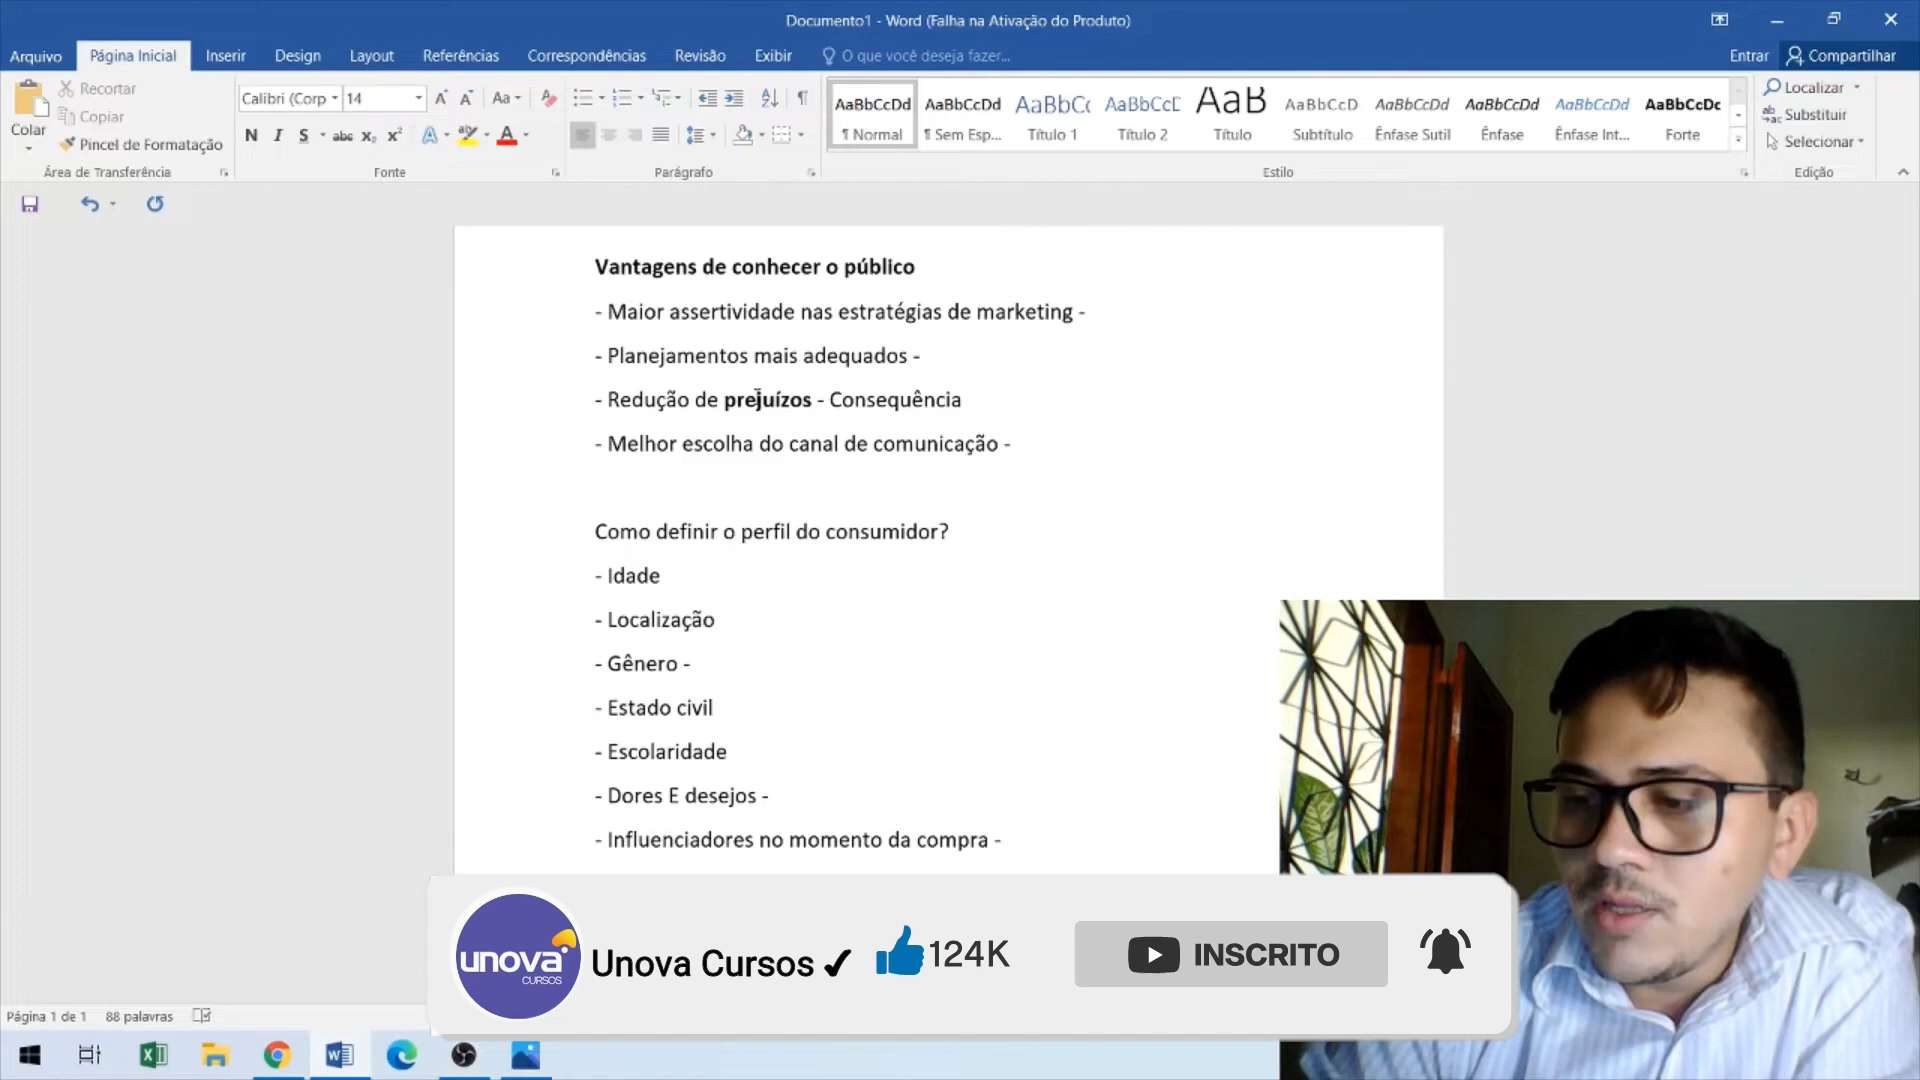 Documento1 - Word (Falha na Ativação do Produto)
Arquivo Página Inicial Inserir Design Layout Referências Correspondências Revisão Exibir O que você deseja fazer... Entrar Compartilhar
Colar
Recortar
Copiar
Pincel de Formatação
Área de Transferência
Calibri (Corp 14 Aa
N I S abc x₂ x² A A
Fonte
Parágrafo
AaBbCcDd AaBbCcDd AaBbCc AaBbCcE AaB AaBbCcD AaBbCcDd AaBbCcDd AaBbCcDd AaBbCcDc
¶ Normal ¶ Sem Esp... Título 1 Título 2 Título Subtítulo Ênfase Sutil Ênfase Ênfase Int... Forte
Estilo
Localizar
Substituir
Selecionar
Edição
Vantagens de conhecer o público
- Maior assertividade nas estratégias de marketing -
- Planejamentos mais adequados -
- Redução de prejuízos - Consequência
- Melhor escolha do canal de comunicação -
Como definir o perfil do consumidor?
- Idade
- Localização
- Gênero -
- Estado civil
- Escolaridade
- Dores E desejos -
- Influenciadores no momento da compra -
unova
CURSOS
Unova Cursos ✔ 124K INSCRITO
Página 1 de 1 88 palavras